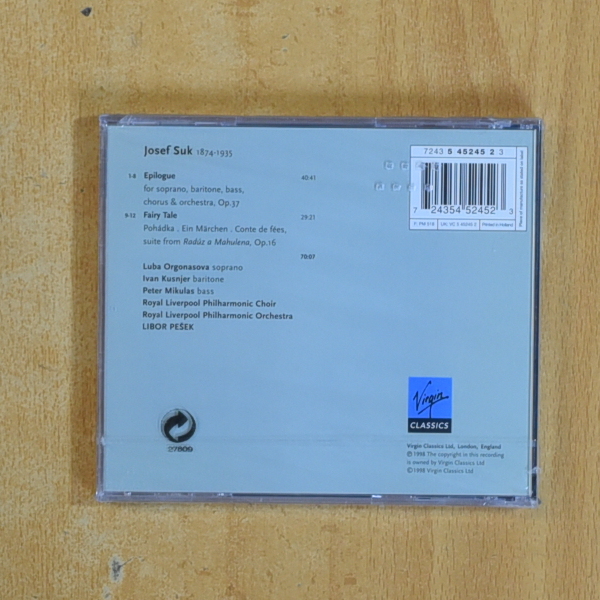 Josef Suk 1874-1935
1-8 Epilogue 40:41
for soprano, baritone, bass,
chorus & orchestra, Op.37
9-12 Fairy Tale 29:21
Pohádka . Ein Märchen . Conte de fées,
suite from Radúz a Mahulena, Op.16
70:07
Luba Orgonasova soprano
Ivan Kusnjer baritone
Peter Mikulas bass
Royal Liverpool Philharmonic Choir
Royal Liverpool Philharmonic Orchestra
LIBOR PEŠEK
7243 5 45245 2 3
7 24354 52452 3
Printed in Holland
Virgin
CLASSICS
Virgin Classics Ltd, London, England
℗ 1998 The copyright in this recording
is owned by Virgin Classics Ltd
© 1998 Virgin Classics Ltd